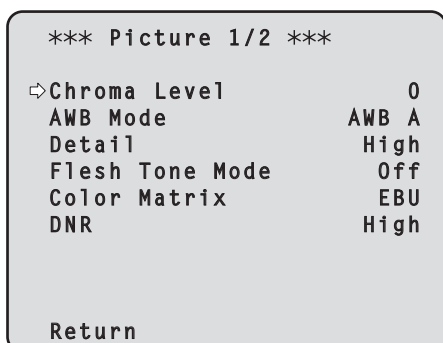 *** Picture 1/2 ***
⇨Chroma Level 0
AWB Mode AWB A
Detail High
Flesh Tone Mode Off
Color Matrix EBU
DNR High
Return